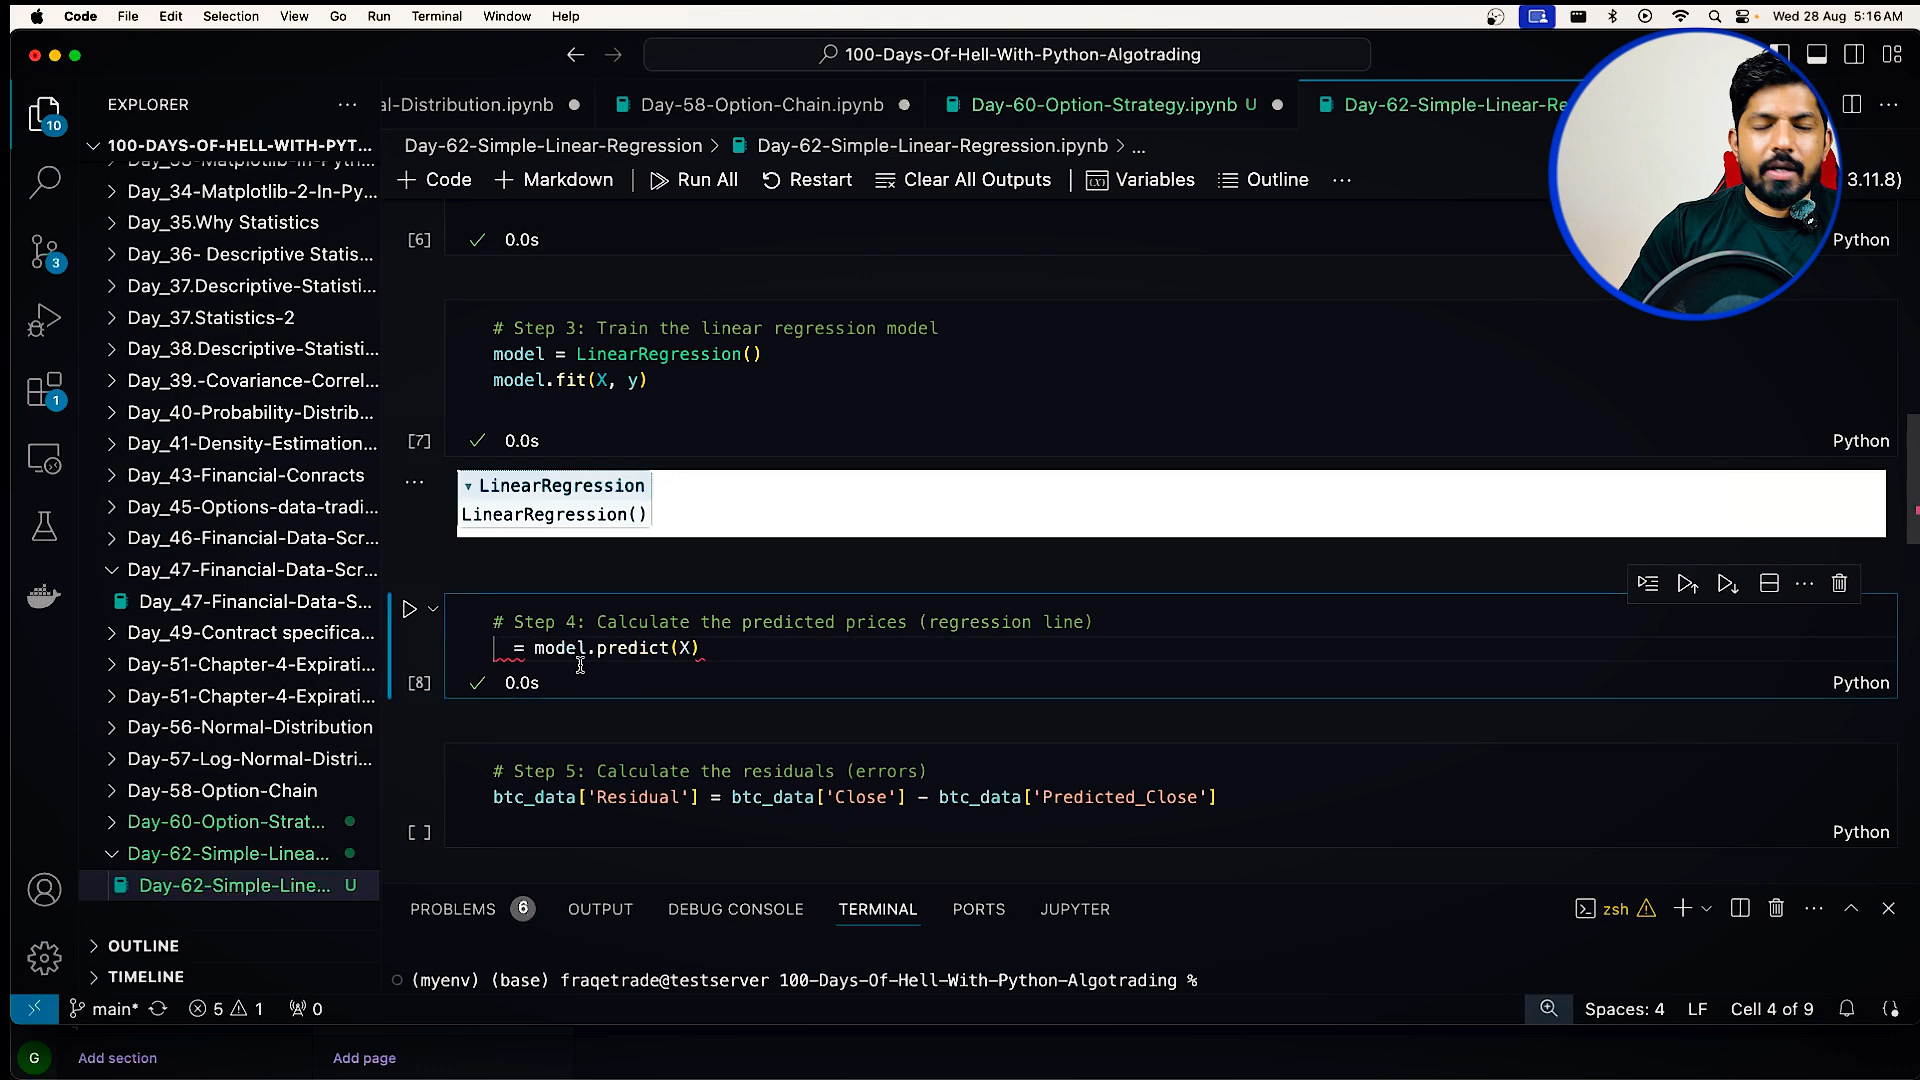 Code File Edit Selection View Go Run Terminal Window Help Wed 28 Aug 5:16 AM
100-Days-Of-Hell-With-Python-Algotrading
EXPLORER
al-Distribution.ipynb Day-58-Option-Chain.ipynb Day-60-Option-Strategy.ipynb U Day-62-Simple-Linear-Re
100-DAYS-OF-HELL-WITH-PYT...
Day-62-Simple-Linear-Regression > Day-62-Simple-Linear-Regression.ipynb > ...
+ Code + Markdown Run All Restart Clear All Outputs Variables Outline ... 3.11.8)
Day_34-Matplotlib-2-In-Py...
Day_35.Why Statistics
Day_36- Descriptive Statis...
Day_37.Descriptive-Statisti...
Day_37.Statistics-2
Day_38.Descriptive-Statisti...
Day_39.-Covariance-Correl...
Day_40-Probability-Distrib...
Day_41-Density-Estimation...
Day_43-Financial-Conracts
Day_45-Options-data-tradi...
Day_46-Financial-Data-Scr...
Day_47-Financial-Data-Scr...
Day_47-Financial-Data-S...
Day_49-Contract specifica...
Day-51-Chapter-4-Expirati...
Day-51-Chapter-4-Expirati...
Day-56-Normal-Distribution
Day-57-Log-Normal-Distri...
Day-58-Option-Chain
Day-60-Option-Strat...
Day-62-Simple-Linea...
Day-62-Simple-Line... U
OUTLINE
TIMELINE
10
3
1
[6] 0.0s Python
# Step 3: Train the linear regression model
model = LinearRegression()
model.fit(X, y)
[7] 0.0s Python
LinearRegression
LinearRegression()
# Step 4: Calculate the predicted prices (regression line)
= model.predict(X)
[8] 0.0s Python
# Step 5: Calculate the residuals (errors)
btc_data['Residual'] = btc_data['Close'] - btc_data['Predicted_Close']
[ ] Python
PROBLEMS 6 OUTPUT DEBUG CONSOLE TERMINAL PORTS JUPYTER zsh
(myenv) (base) fraqetrade@testserver 100-Days-Of-Hell-With-Python-Algotrading %
main* 5 1 0 Spaces: 4 LF Cell 4 of 9
G Add section Add page